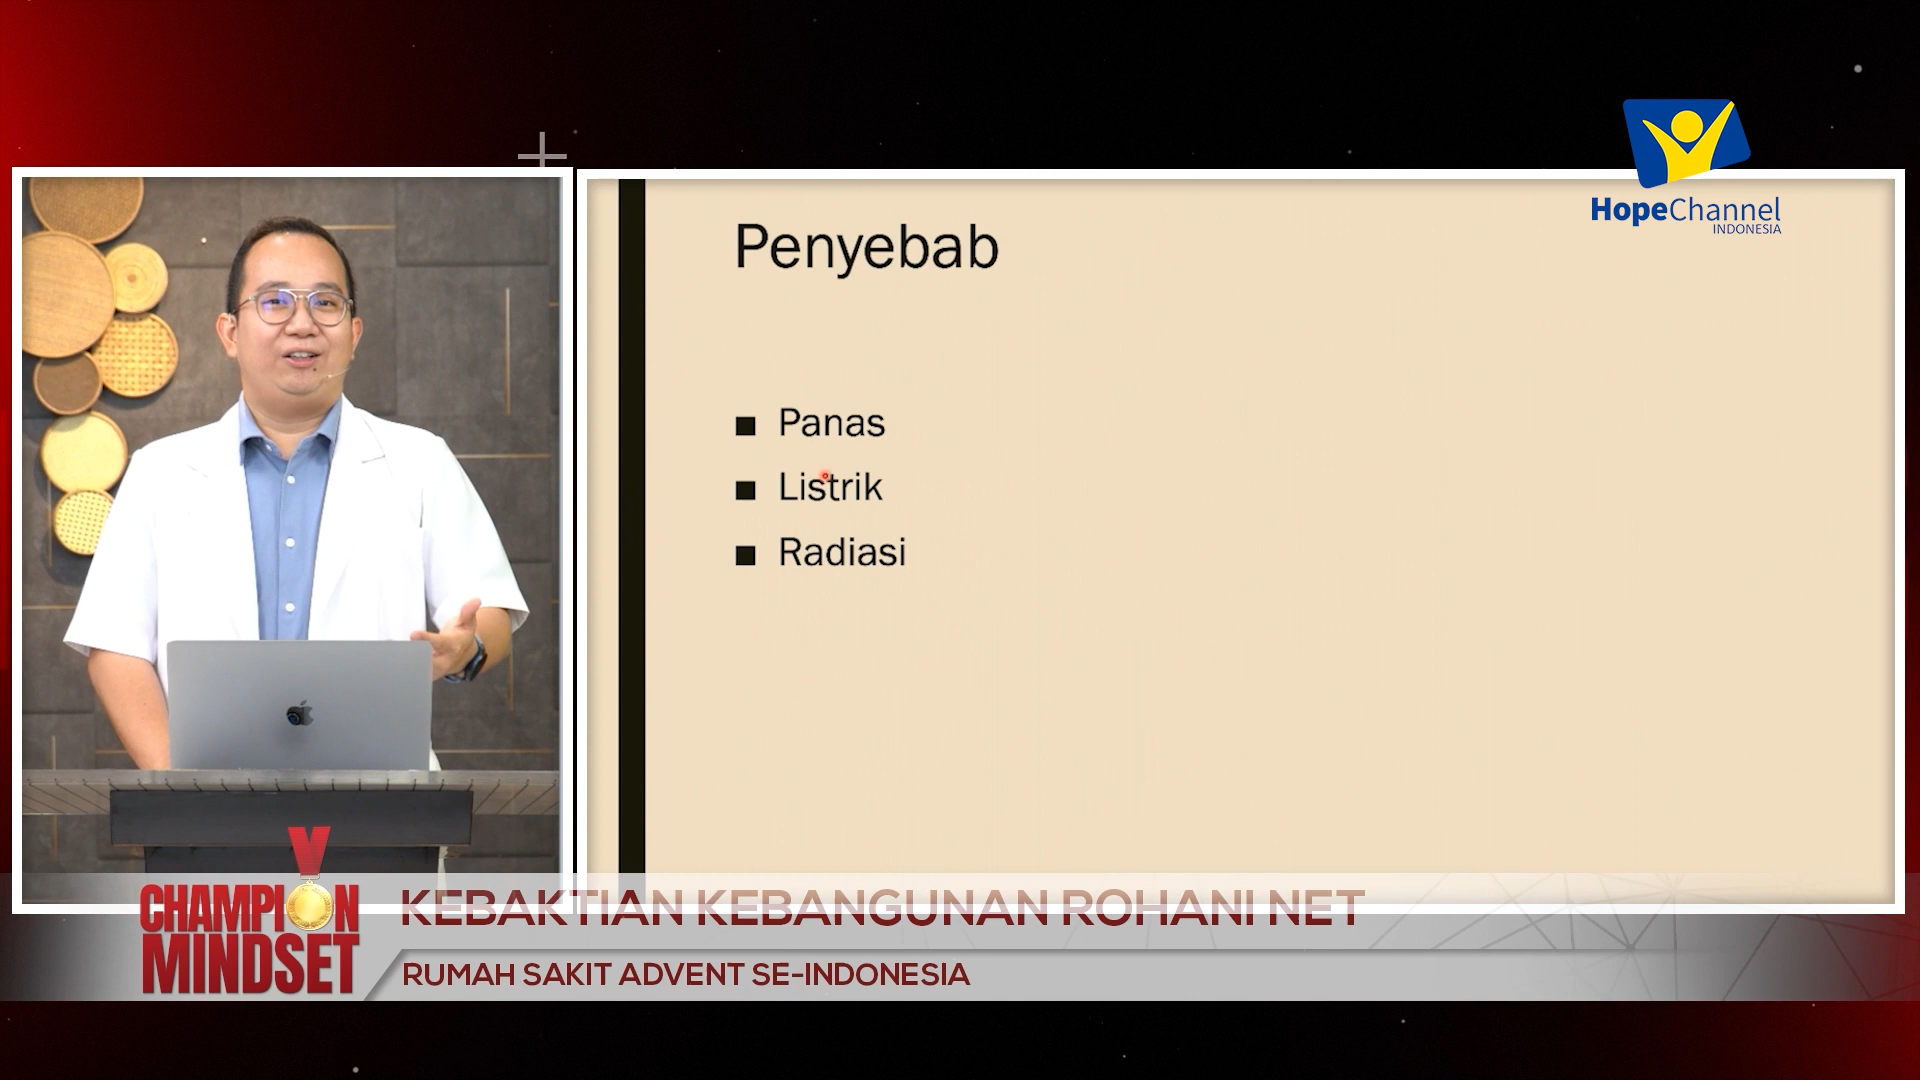 HopeChannel
INDONESIA
Penyebab
Panas
Listrik
Radiasi
CHAMPION
MINDSET
KEBAKTIAN KEBANGUNAN ROHANI NET
RUMAH SAKIT ADVENT SE-INDONESIA